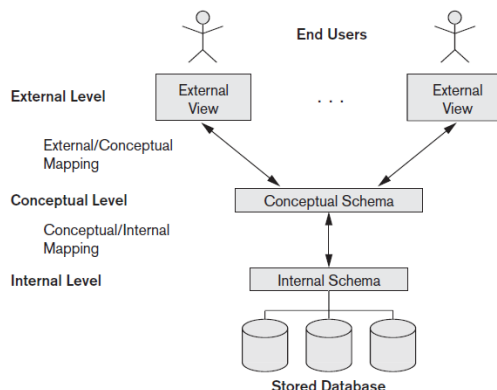 End Users
External Level
External
View
. . .
External
View
External/Conceptual
Mapping
Conceptual Level
Conceptual Schema
Conceptual/Internal
Mapping
Internal Level
Internal Schema
Stored Database